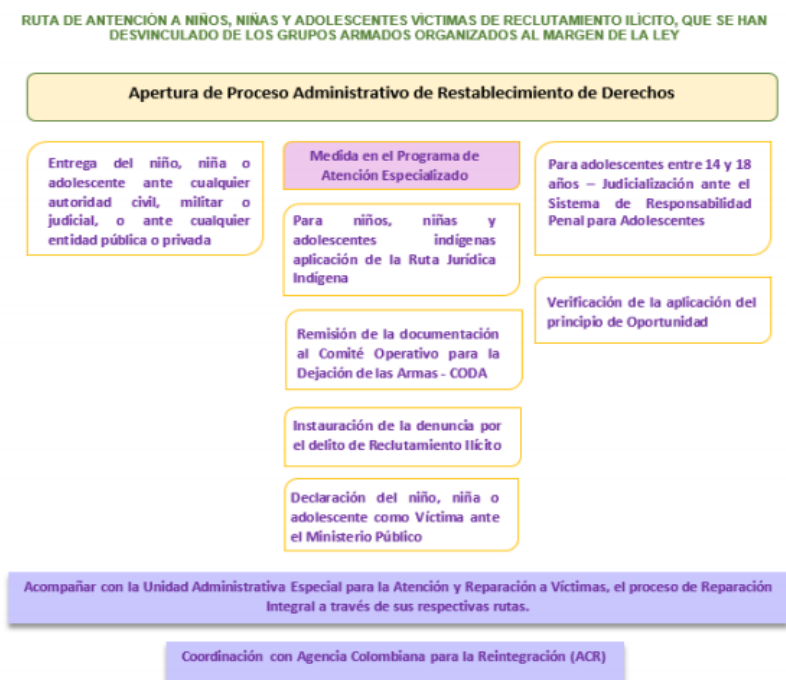 RUTA DE ANTENCIÓN A NIÑOS, NIÑAS Y ADOLESCENTES VÍCTIMAS DE RECLUTAMIENTO ILÍCITO, QUE SE HAN
DESVINCULADO DE LOS GRUPOS ARMADOS ORGANIZADOS AL MARGEN DE LA LEY
Apertura de Proceso Administrativo de Restablecimiento de Derechos
Entrega del niño, niña o
adolescente ante cualquier
autoridad civil, militar o
judicial, o ante cualquier
entidad pública o privada
Medida en el Programa de
Atención Especializado
Para niños, niñas y
adolescentes indígenas
aplicación de la Ruta Jurídica
Indígena
Remisión de la documentación
al Comité Operativo para la
Dejación de las Armas - CODA
Instauración de la denuncia por
el delito de Reclutamiento Ilícito
Declaración del niño, niña o
adolescente como Víctima ante
el Ministerio Público
Para adolescentes entre 14 y 18
años – Judicialización ante el
Sistema de Responsabilidad
Penal para Adolescentes
Verificación de la aplicación del
principio de Oportunidad
Acompañar con la Unidad Administrativa Especial para la Atención y Reparación a Víctimas, el proceso de Reparación
Integral a través de sus respectivas rutas.
Coordinación con Agencia Colombiana para la Reintegración (ACR)